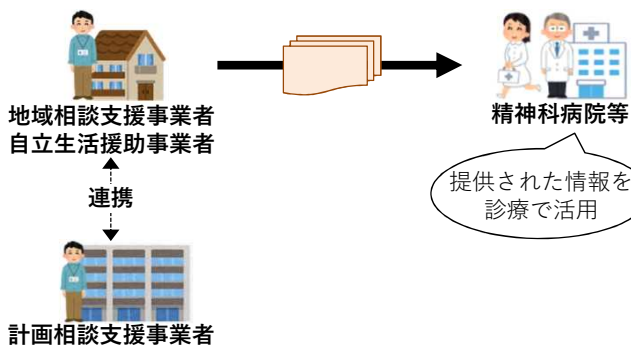 地域相談支援事業者
自立生活援助事業者
精神科病院等
連携
提供された情報を
診療で活用
計画相談支援事業者